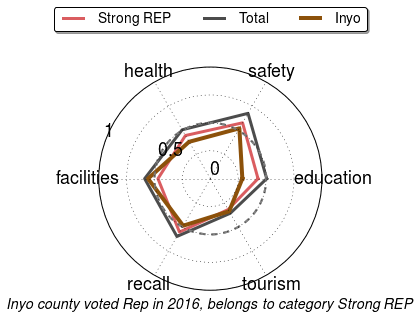 Strong REP Total Inyo
health safety
1
0.5
0
facilities education
recall tourism
Inyo county voted Rep in 2016, belongs to category Strong REP